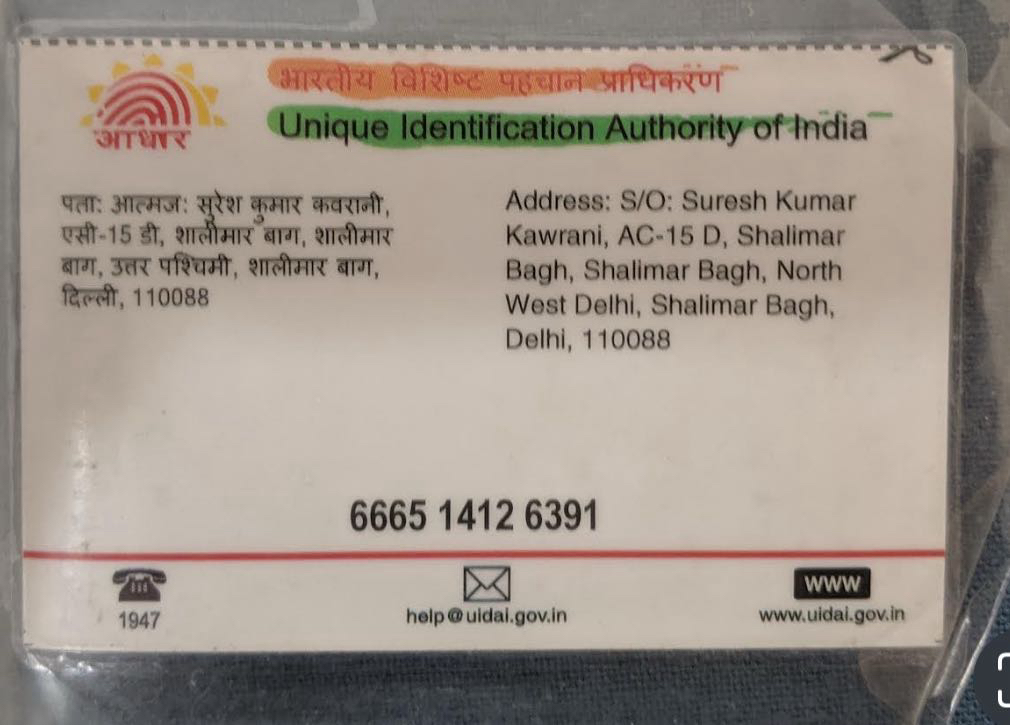 भारतीय विशिष्ट पहचान प्राधिकरण
Unique Identification Authority of India
आधार
पता: आत्मज: सुरेश कुमार कवरानी,
एसी-15 डी, शालीमार बाग, शालीमार
बाग, उत्तर पश्चिमी, शालीमार बाग,
दिल्ली, 110088
Address: S/O: Suresh Kumar
Kawrani, AC-15 D, Shalimar
Bagh, Shalimar Bagh, North
West Delhi, Shalimar Bagh,
Delhi, 110088
6665 1412 6391
1947
help@uidai.gov.in
WWW
www.uidai.gov.in